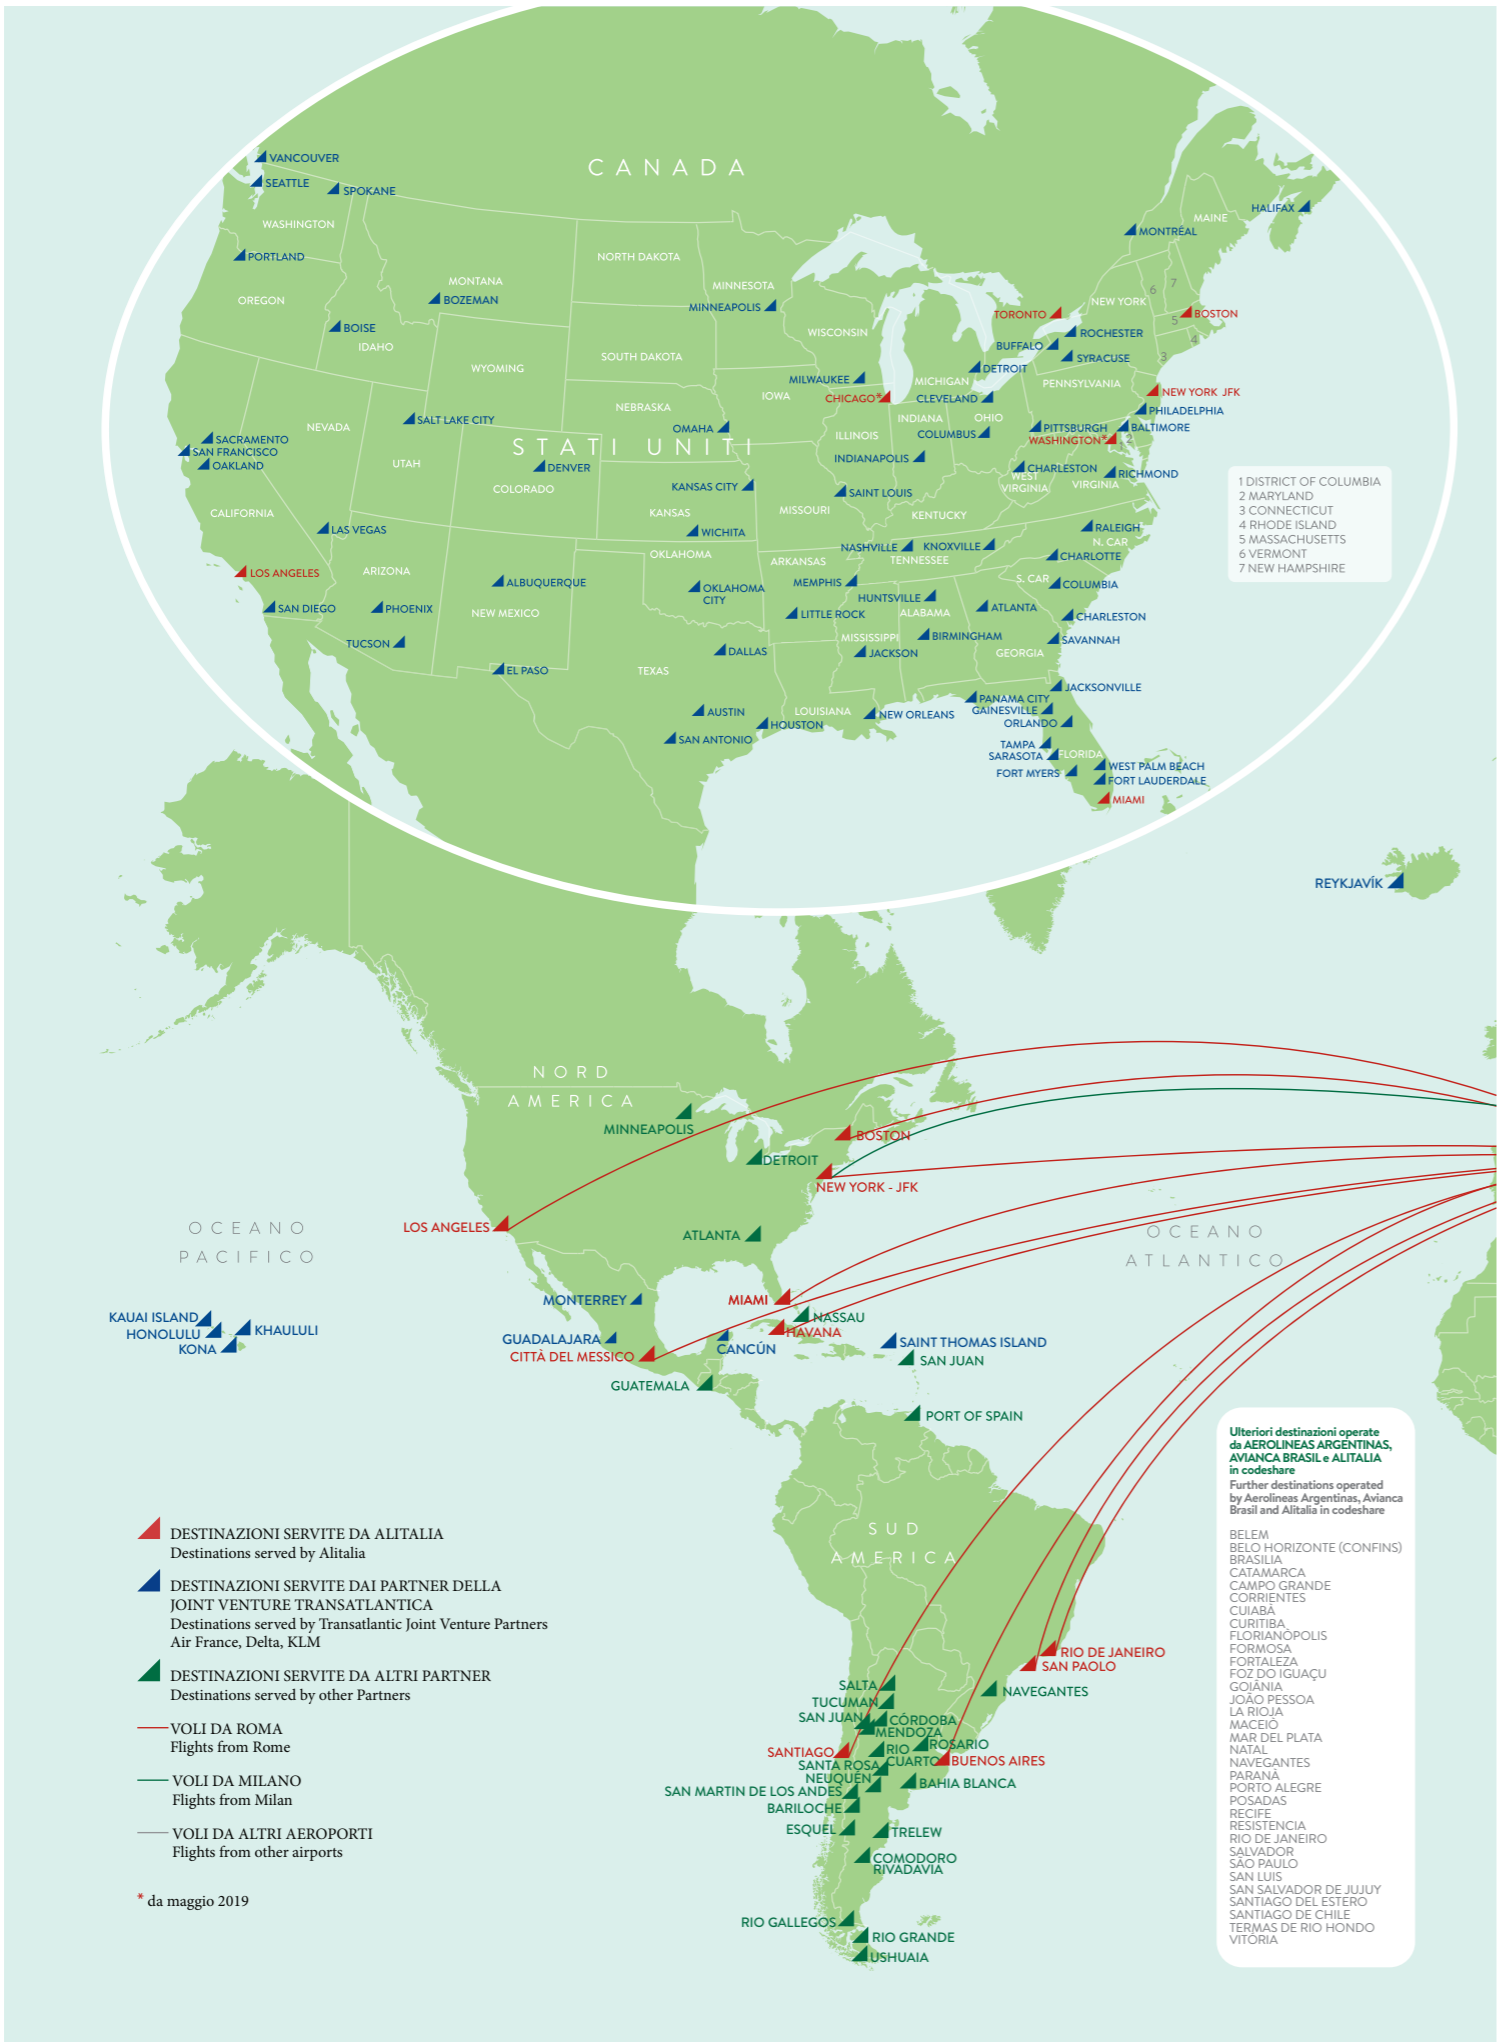 CANADA
VANCOUVER
SEATTLE
SPOKANE
WASHINGTON
PORTLAND
OREGON
MONTANA
BOZEMAN
BOISE
IDAHO
WYOMING
NORTH DAKOTA
SOUTH DAKOTA
MINNESOTA
MINNEAPOLIS
WISCONSIN
MILWAUKEE
CHICAGO*
IOWA
NEBRASKA
OMAHA
STATI UNITI
NEVADA
SALT LAKE CITY
UTAH
SACRAMENTO
SAN FRANCISCO
OAKLAND
CALIFORNIA
LAS VEGAS
LOS ANGELES
SAN DIEGO
ARIZONA
PHOENIX
TUCSON
DENVER
COLORADO
KANSAS CITY
KANSAS
WICHITA
OKLAHOMA
OKLAHOMA
CITY
ALBUQUERQUE
NEW MEXICO
EL PASO
TEXAS
DALLAS
AUSTIN
HOUSTON
SAN ANTONIO
MISSOURI
SAINT LOUIS
ILLINOIS
INDIANA
INDIANAPOLIS
MICHIGAN
DETROIT
CLEVELAND
OHIO
COLUMBUS
KENTUCKY
NASHVILLE
KNOXVILLE
TENNESSEE
ARKANSAS
MEMPHIS
LITTLE ROCK
HUNTSVILLE
ALABAMA
BIRMINGHAM
MISSISSIPPI
JACKSON
LOUISIANA
NEW ORLEANS
ATLANTA
GEORGIA
HALIFAX
MAINE
MONTRÉAL
NEW YORK
6
7
5
4
3
2
1
TORONTO
BOSTON
ROCHESTER
BUFFALO
SYRACUSE
PENNSYLVANIA
NEW YORK JFK
PHILADELPHIA
PITTSBURGH
BALTIMORE
WASHINGTON*
CHARLESTON
WEST
VIRGINIA
VIRGINIA
RICHMOND
RALEIGH
N. CAR
CHARLOTTE
S. CAR
COLUMBIA
CHARLESTON
SAVANNAH
JACKSONVILLE
PANAMA CITY
GAINESVILLE
ORLANDO
TAMPA
SARASOTA
FLORIDA
FORT MYERS
WEST PALM BEACH
FORT LAUDERDALE
MIAMI
1 DISTRICT OF COLUMBIA
2 MARYLAND
3 CONNECTICUT
4 RHODE ISLAND
5 MASSACHUSETTS
6 VERMONT
7 NEW HAMPSHIRE
REYKJAVÍK
NORD
AMERICA
MINNEAPOLIS
BOSTON
DETROIT
NEW YORK - JFK
LOS ANGELES
ATLANTA
OCEANO
PACIFICO
OCEANO
ATLANTICO
MONTERREY
MIAMI
NASSAU
HAVANA
KAUAI ISLAND
HONOLULU
KHAULULI
KONA
GUADALAJARA
CITTÀ DEL MESSICO
CANCÚN
SAINT THOMAS ISLAND
SAN JUAN
GUATEMALA
PORT OF SPAIN
SUD
AMERICA
RIO DE JANEIRO
SAN PAOLO
SALTA
NAVEGANTES
TUCUMAN
SAN JUAN
CÓRDOBA
MENDOZA
ROSARIO
SANTIAGO
RIO
CUARTO
BUENOS AIRES
SANTA ROSA
NEUQUÉN
BAHIA BLANCA
SAN MARTIN DE LOS ANDES
BARILOCHE
ESQUEL
TRELEW
COMODORO
RIVADAVIA
RIO GALLEGOS
RIO GRANDE
USHUAIA
DESTINAZIONI SERVITE DA ALITALIA
Destinations served by Alitalia
DESTINAZIONI SERVITE DAI PARTNER DELLA
JOINT VENTURE TRANSATLANTICA
Destinations served by Transatlantic Joint Venture Partners
Air France, Delta, KLM
DESTINAZIONI SERVITE DA ALTRI PARTNER
Destinations served by other Partners
VOLI DA ROMA
Flights from Rome
VOLI DA MILANO
Flights from Milan
VOLI DA ALTRI AEROPORTI
Flights from other airports
* da maggio 2019
Ulteriori destinazioni operate
da AEROLINEAS ARGENTINAS,
AVIANCA BRASIL e ALITALIA
in codeshare
Further destinations operated
by Aerolineas Argentinas, Avianca
Brasil and Alitalia in codeshare
BELEM
BELO HORIZONTE (CONFINS)
BRASILIA
CATAMARCA
CAMPO GRANDE
CORRIENTES
CUIABÁ
CURITIBA
FLORIANÓPOLIS
FORMOSA
FORTALEZA
FOZ DO IGUAÇU
GOIÂNIA
JOÃO PESSOA
LA RIOJA
MACEIÓ
MAR DEL PLATA
NATAL
NAVEGANTES
PARANÁ
PORTO ALEGRE
POSADAS
RECIFE
RESISTENCIA
RIO DE JANEIRO
SALVADOR
SÃO PAULO
SAN LUIS
SAN SALVADOR DE JUJUY
SANTIAGO DEL ESTERO
SANTIAGO DE CHILE
TERMAS DE RIO HONDO
VITÓRIA